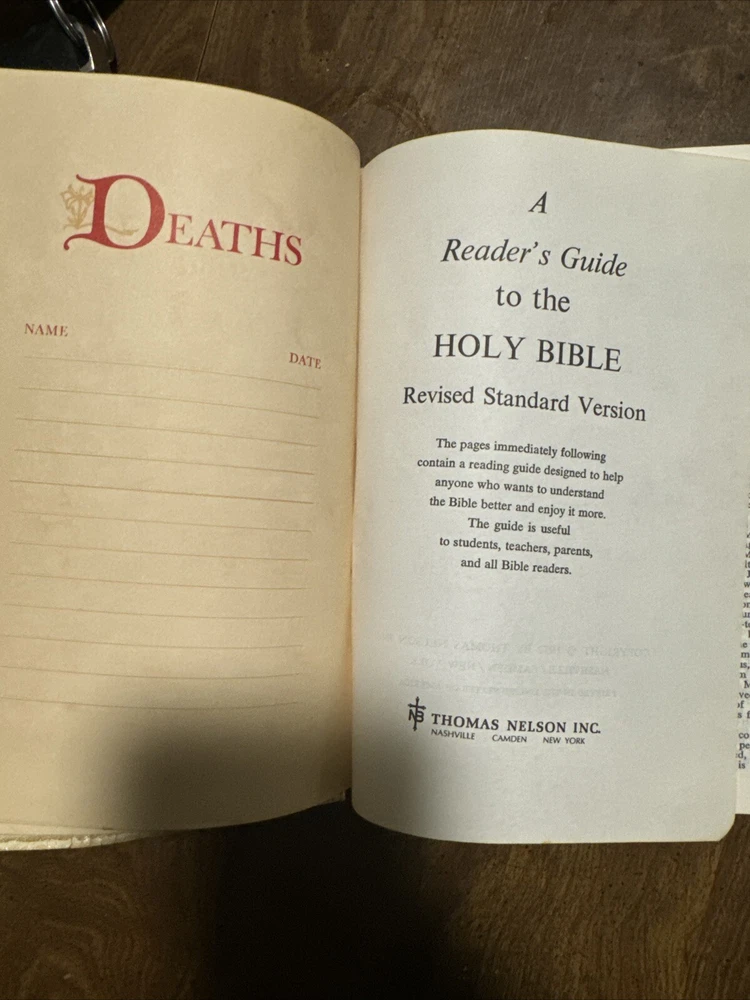 DEATHS
NAME
DATE
A
Reader's Guide
to the
HOLY BIBLE
Revised Standard Version
The pages immediately following
contain a reading guide designed to help
anyone who wants to understand
the Bible better and enjoy it more.
The guide is useful
to students, teachers, parents,
and all Bible readers.
THOMAS NELSON INC.
NASHVILLE CAMDEN NEW YORK